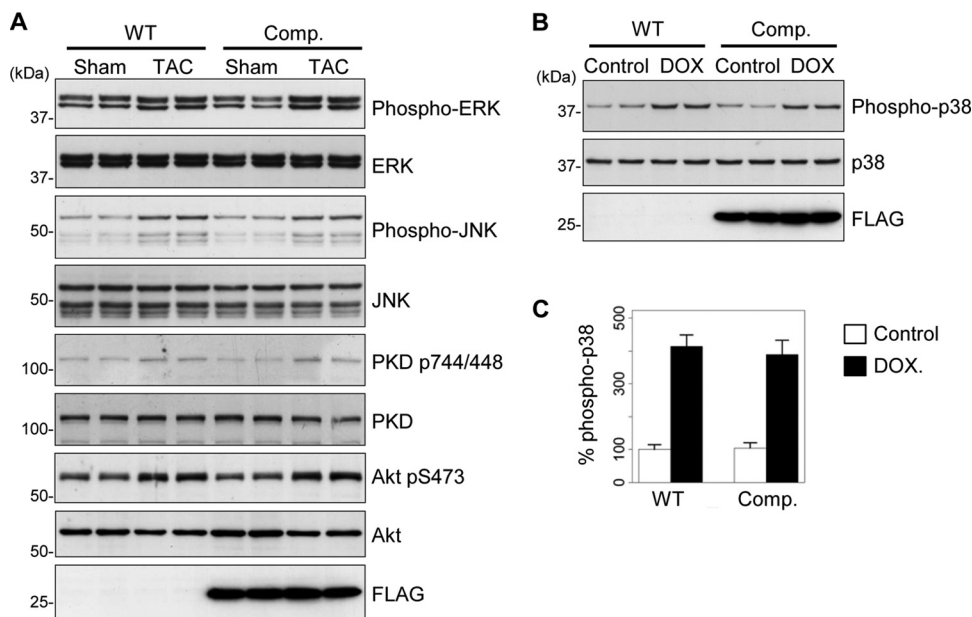 A
WT Comp.
(kDa) Sham TAC Sham TAC
37- Phospho-ERK
37- ERK
50- Phospho-JNK
50- JNK
100- PKD p744/448
100- PKD
50- Akt pS473
50- Akt
25- FLAG
B
WT Comp.
(kDa) Control DOX Control DOX
37- Phospho-p38
37- p38
25- FLAG
C
% phospho-p38
500
300
100
0
WT Comp.
Control
DOX.